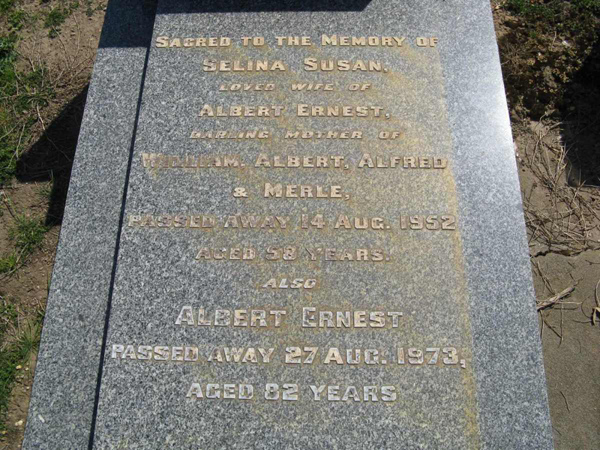 Sacred to the Memory of
Selina Susan,
loved wife of
Albert Ernest,
darling mother of
William, Albert, Alfred
& Merle,
passed away 14 Aug. 1952
aged 58 years.
also
Albert Ernest
passed away 27 Aug. 1973,
aged 82 years